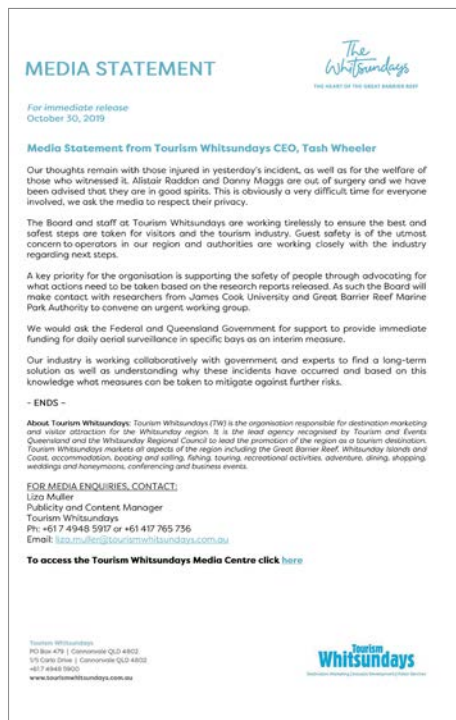 The
Whitsundays
THE HEART OF THE GREAT BARRIER REEF
MEDIA STATEMENT
For immediate release
October 30, 2019
Media Statement from Tourism Whitsundays CEO, Tash Wheeler
Our thoughts remain with those injured in yesterday's incident, as well as for the welfare of
those who witnessed it. Alistair Raddon and Danny Maggs are out of surgery and we have
been advised that they are in good spirits. This is obviously a very difficult time for everyone
involved, we ask the media to respect their privacy.
The Board and staff at Tourism Whitsundays are working tirelessly to ensure the best and
safest steps are taken for visitors and the tourism industry. Guest safety is of the utmost
concern to operators in our region and authorities are working closely with the industry
regarding next steps.
A key priority for the organisation is supporting the safety of people through advocating for
what actions need to be taken based on the research reports released. As such the Board will
make contact with researchers from James Cook University and Great Barrier Reef Marine
Park Authority to convene an urgent working group.
We would ask the Federal and Queensland Government for support to provide immediate
funding for daily aerial surveillance in specific bays as an interim measure.
Our industry is working collaboratively with government and experts to find a long-term
solution as well as understanding why these incidents have occurred and based on this
knowledge what measures can be taken to mitigate against further risks.
– ENDS –
About Tourism Whitsundays: Tourism Whitsundays (TW) is the organisation responsible for destination marketing
and visitor attraction for the Whitsunday region. It is the lead agency recognised by Tourism and Events
Queensland and the Whitsunday Regional Council to lead the promotion of the region as a tourism destination.
Tourism Whitsundays markets all aspects of the region including the Great Barrier Reef, Whitsunday Islands and
Coast, accommodation, boating and sailing, fishing, touring, recreational activities, adventure, dining, shopping,
weddings and honeymoons, conferencing and business events.
FOR MEDIA ENQUIRIES, CONTACT:
Liza Muller
Publicity and Content Manager
Tourism Whitsundays
Ph: +61 7 4948 5917 or +61 417 765 736
Email: liza.muller@tourismwhitsundays.com.au
To access the Tourism Whitsundays Media Centre click here
Tourism Whitsundays
PO Box 479 | Cannonvale QLD 4802
1/5 Carlo Drive | Cannonvale QLD 4802
+61 7 4948 5900
www.tourismwhitsundays.com.au
Tourism
Whitsundays